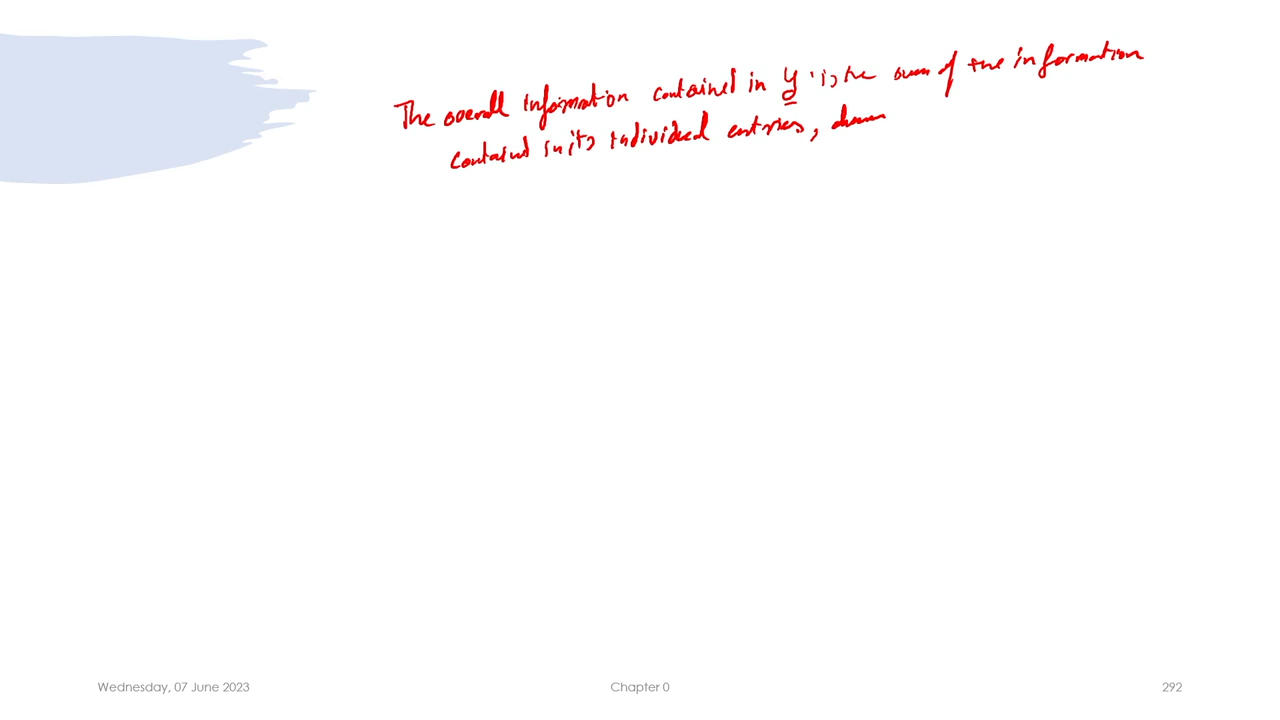 The overall information contained in y is the sum of the information
contained in its individual entries,
Wednesday, 07 June 2023
Chapter 0
292